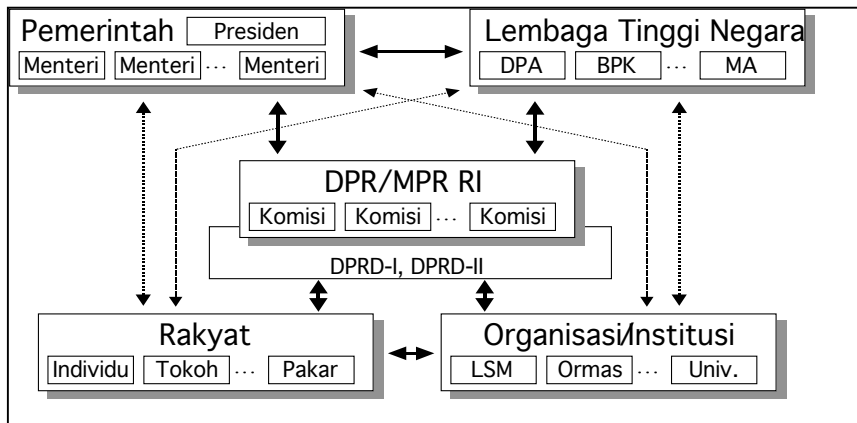 Pemerintah
Presiden
Menteri Menteri ... Menteri
Lembaga Tinggi Negara
DPA BPK ... MA
DPR/MPR RI
Komisi Komisi ... Komisi
DPRD-I, DPRD-II
Rakyat
Individu Tokoh ... Pakar
Organisasi/Institusi
LSM Ormas ... Univ.